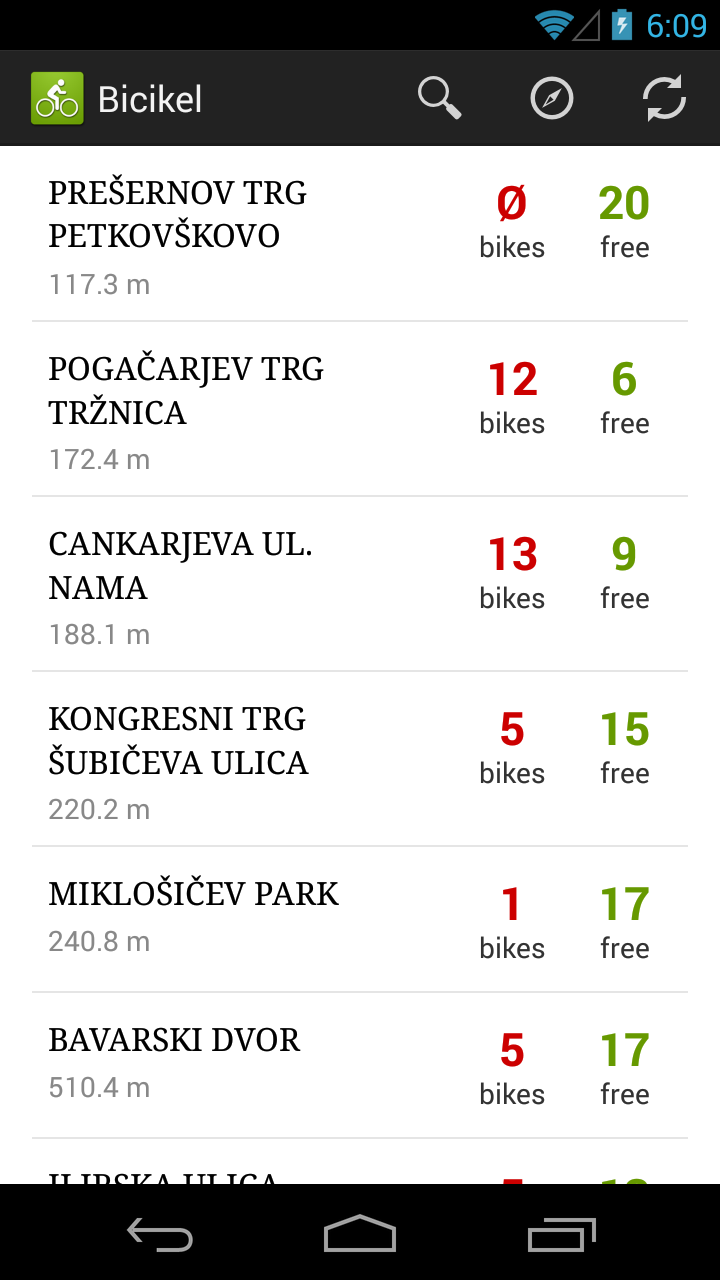 6:09
Bicikel
PREŠERNOV TRG
PETKOVŠKOVO
117.3 m
Ø
bikes
20
free
POGAČARJEV TRG
TRŽNICA
172.4 m
12
bikes
6
free
CANKARJEVA UL.
NAMA
188.1 m
13
bikes
9
free
KONGRESNI TRG
ŠUBIČEVA ULICA
220.2 m
5
bikes
15
free
MIKLOŠIČEV PARK
240.8 m
1
bikes
17
free
BAVARSKI DVOR
510.4 m
5
bikes
17
free
ILIRSKA ULICA